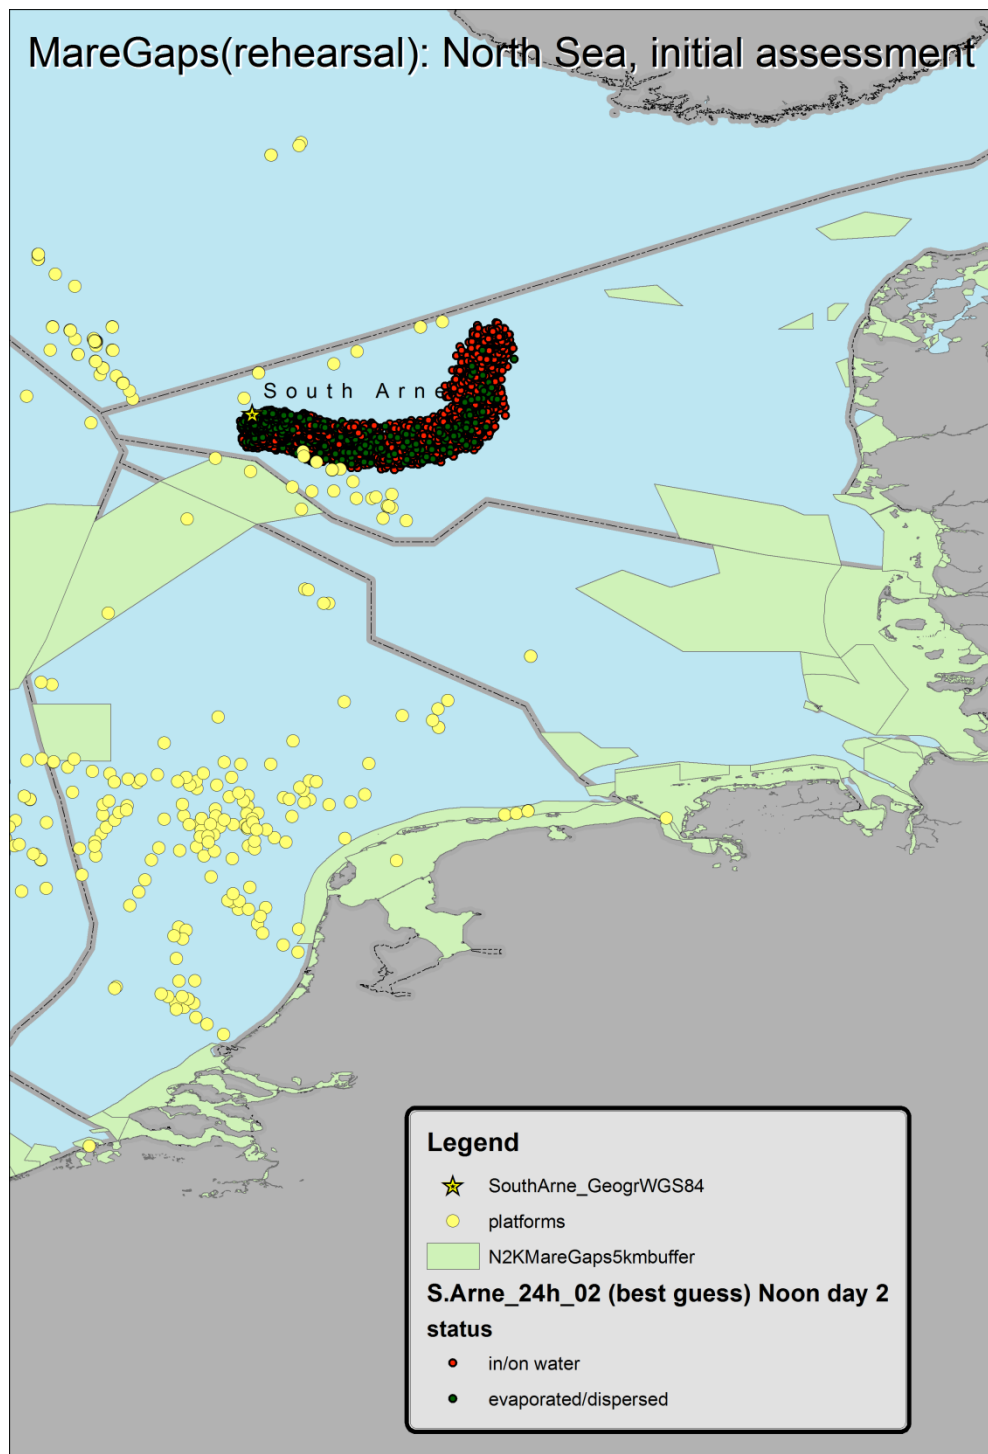 MareGaps(rehearsal): North Sea, initial assessment
South Arne
Legend
SouthArne_GeogrWGS84
platforms
N2KMareGaps5kmbuffer
S.Arne_24h_02 (best guess) Noon day 2
status
in/on water
evaporated/dispersed